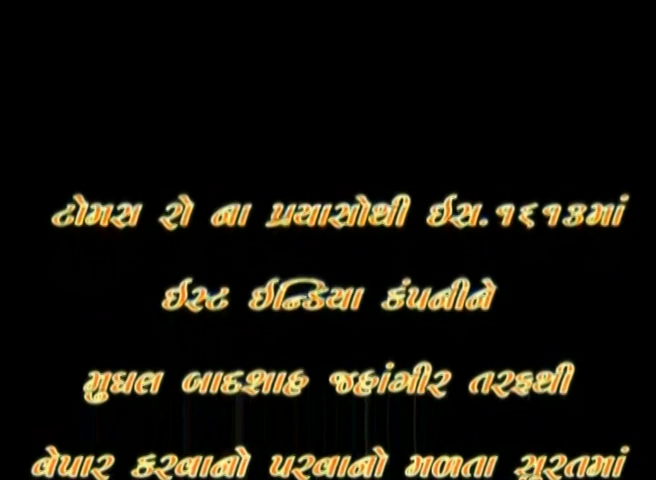 ટોમસ રો ના પ્રયાસોથી ઈસ.૧૬૧૩માં
ઈસ્ટ ઈન્ડિયા કંપનીને
મુઘલ બાદશાહ જહાંગીર તરફથી
વેપાર કરવાનો પરવાનો મળતા સુરતમાં